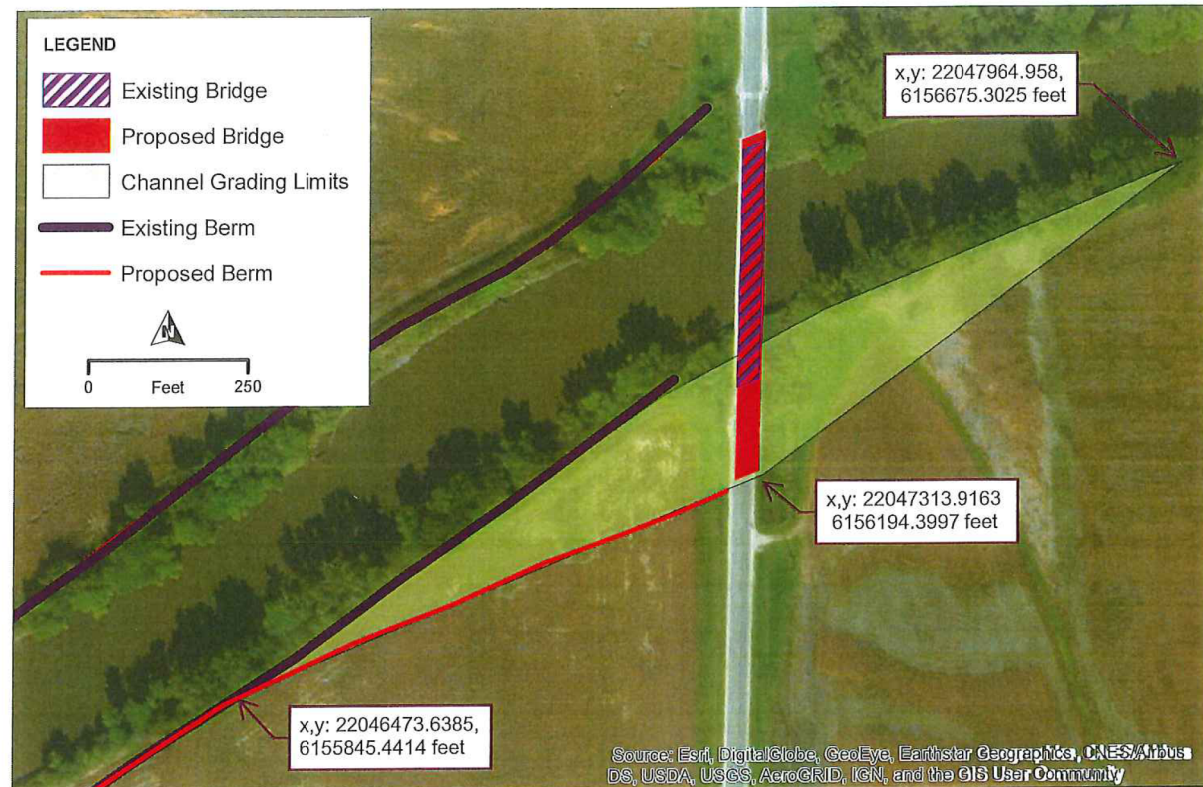 LEGEND
Existing Bridge
Proposed Bridge
Channel Grading Limits
Existing Berm
Proposed Berm
N
0 250
Feet
x,y: 22047964.958,
6156675.3025 feet
x,y: 22047313.9163
6156194.3997 feet
x,y: 22046473.6385,
6155845.4414 feet
Source: Esri, DigitalGlobe, GeoEye, Earthstar Geographics, CNES/Airbus
DS, USDA, USGS, AeroGRID, IGN, and the GIS User Community